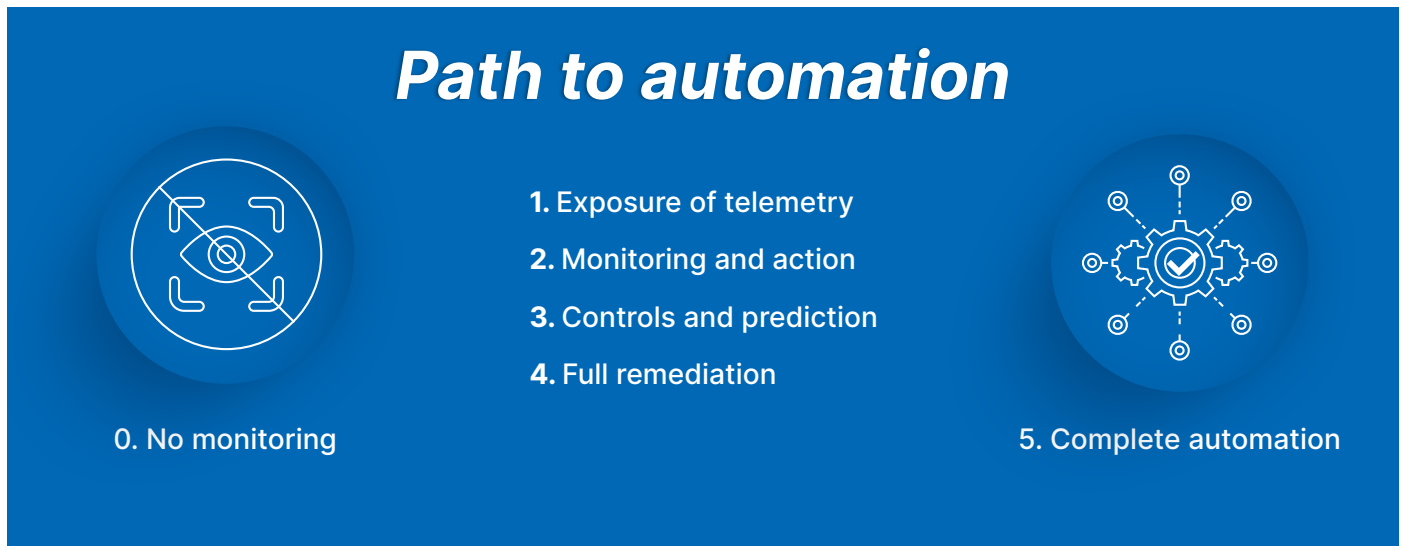 Path to automation
1. Exposure of telemetry
2. Monitoring and action
3. Controls and prediction
4. Full remediation
0. No monitoring
5. Complete automation